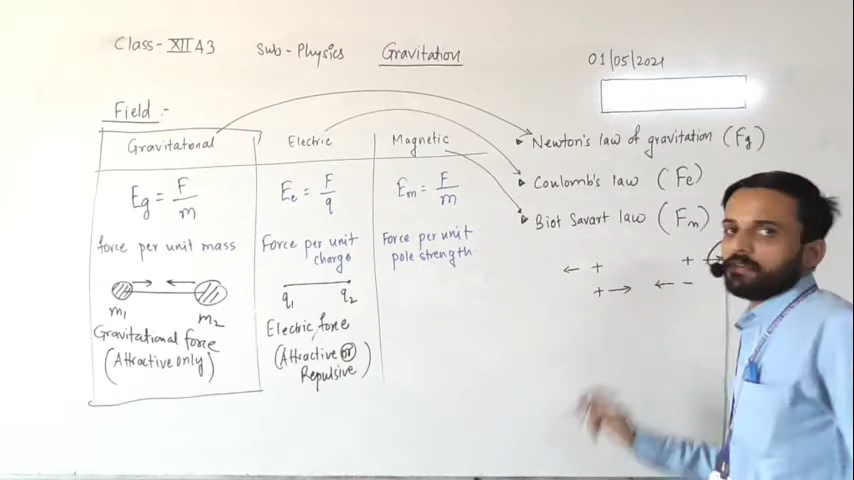 Class- XII A3 Sub - Physics Gravitation 01/05/2021
Field :-
Gravitational Electric Magnetic
Eg = F/m Ee = F/q Em = F/m
force per unit mass
Force per unit charge
Force per unit pole strength
m1 m2
q1 q2
Gravitational force
(Attractive only)
Electric force
(Attractive or Repulsive)
Newton's law of gravitation (Fg)
Coulomb's law (Fe)
Biot Savart law (Fm)
← + + →
+ → ← -